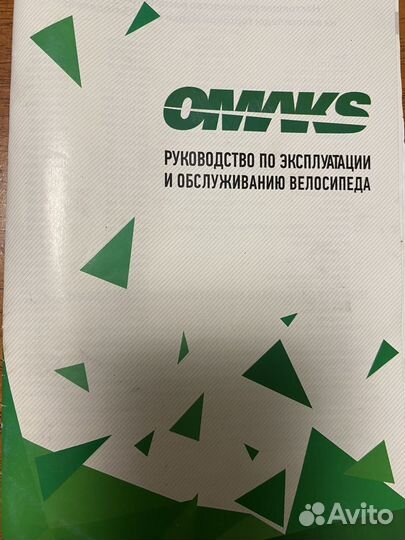 OMAKS
РУКОВОДСТВО ПО ЭКСПЛУАТАЦИИ
И ОБСЛУЖИВАНИЮ ВЕЛОСИПЕДА
Avito